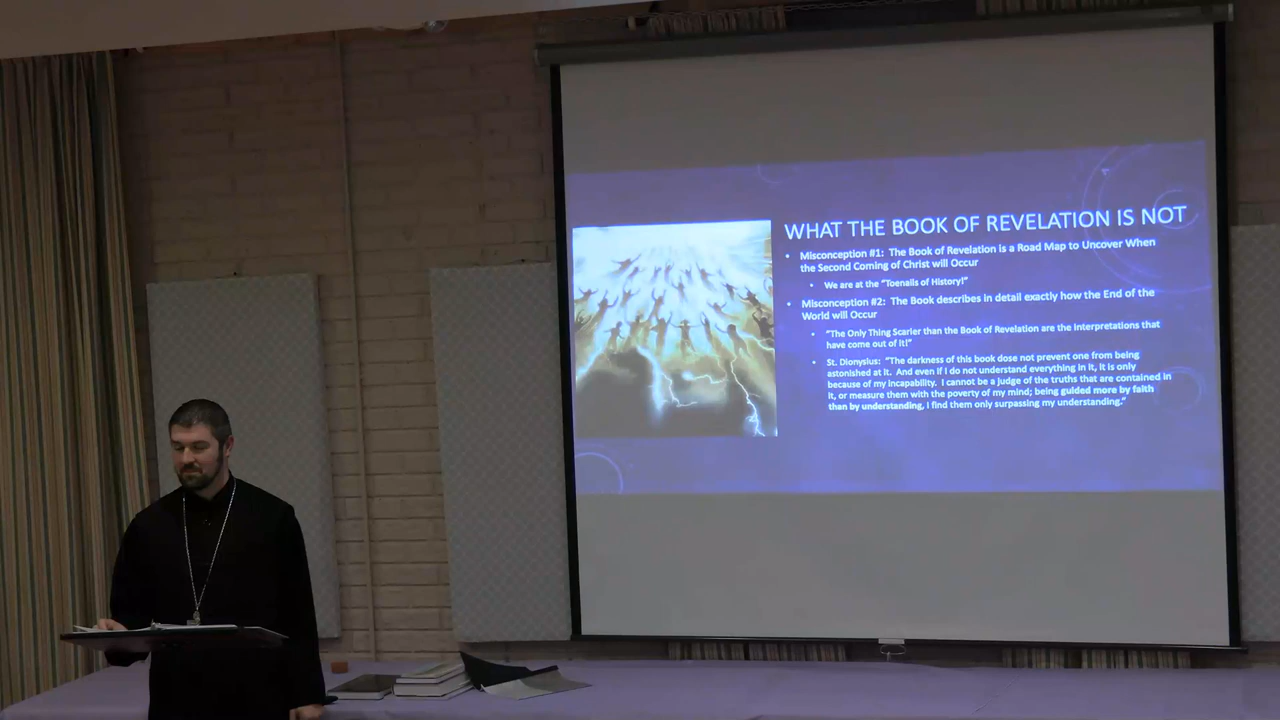 WHAT THE BOOK OF REVELATION IS NOT
Misconception #1: The Book of Revelation is a Road Map to Uncover When
the Second Coming of Christ will Occur
We are at the "Toenails of History!"
Misconception #2: The Book describes in detail exactly how the End of the
World will Occur
"The Only Thing Scarier than the Book of Revelation are the interpretations that
have come out of it!"
St. Dionysius: "The darkness of this book dose not prevent one from being
astonished at it. And even if I do not understand everything in it, it is only
because of my incapability. I cannot be a judge of the truths that are contained in
it, or measure them with the poverty of my mind; being guided more by faith
than by understanding, I find them only surpassing my understanding."